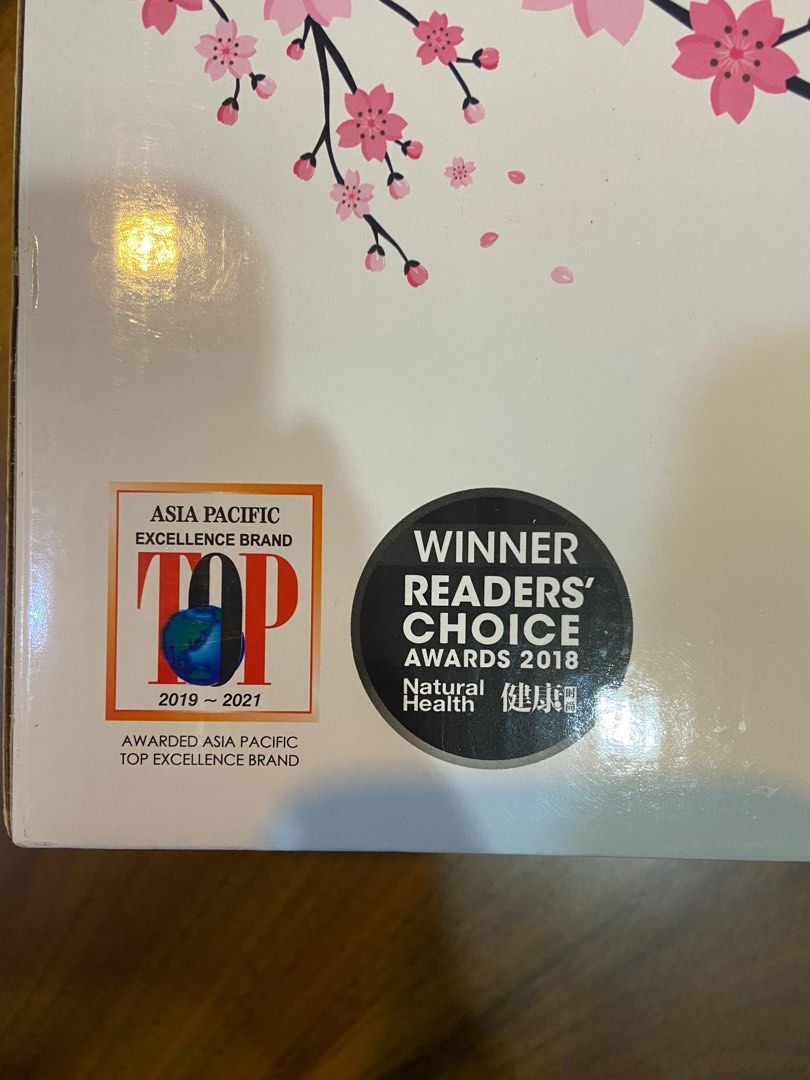 ASIA PACIFIC
EXCELLENCE BRAND
TOP
2019 ~ 2021
AWARDED ASIA PACIFIC
TOP EXCELLENCE BRAND
WINNER
READERS'
CHOICE
AWARDS 2018
Natural
Health
健康